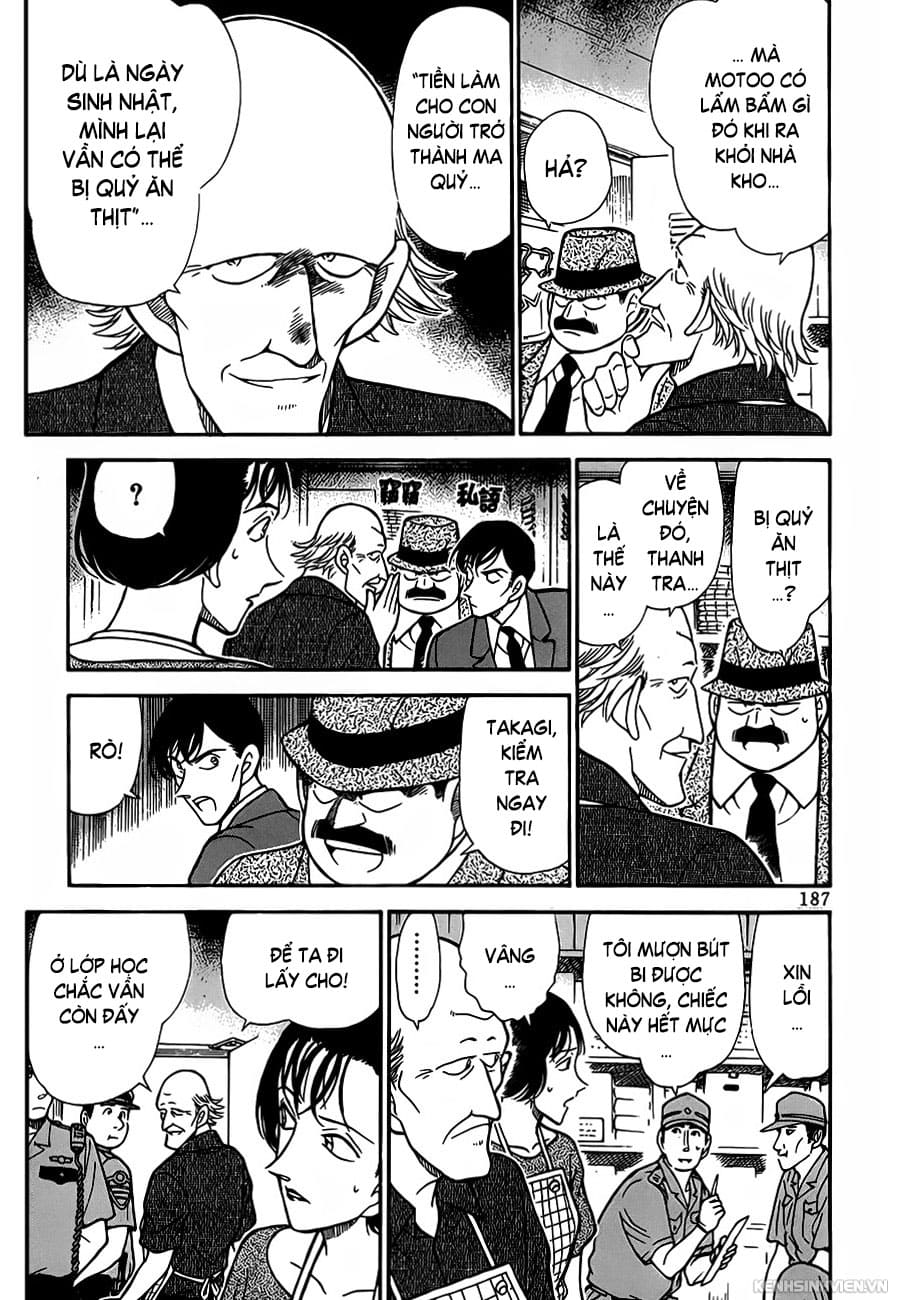 ... MÀ
MOTOO CÓ
LẨM BẨM GÌ
ĐÓ KHI RA
KHỎI NHÀ
KHO...
HẢ?
"TIỀN LÀM
CHO CON
NGƯỜI TRỞ
THÀNH MA
QUỶ...
DÙ LÀ NGÀY
SINH NHẬT,
MÌNH LẠI
VẪN CÓ THỂ
BỊ QUỶ ĂN
THỊT"...
BỊ QUỶ
ĂN
THỊT
...?
VỀ
CHUYỆN
ĐÓ,
THANH
TRA...
LÀ
THẾ
NÀY
...
私語
窃窃
?
TAKAGI,
KIỂM
TRA
NGAY
ĐI!
RÕ!
187
XIN
LỖI
...
TÔI MƯỢN BÚT
BI ĐƯỢC
KHÔNG, CHIẾC
NÀY HẾT MỰC
...
VÂNG
.........
ĐỂ TA ĐI
LẤY CHO!
Ở LỚP HỌC
CHẮC VẪN
CÒN ĐẤY
...
KENHSINHVIEN.VN